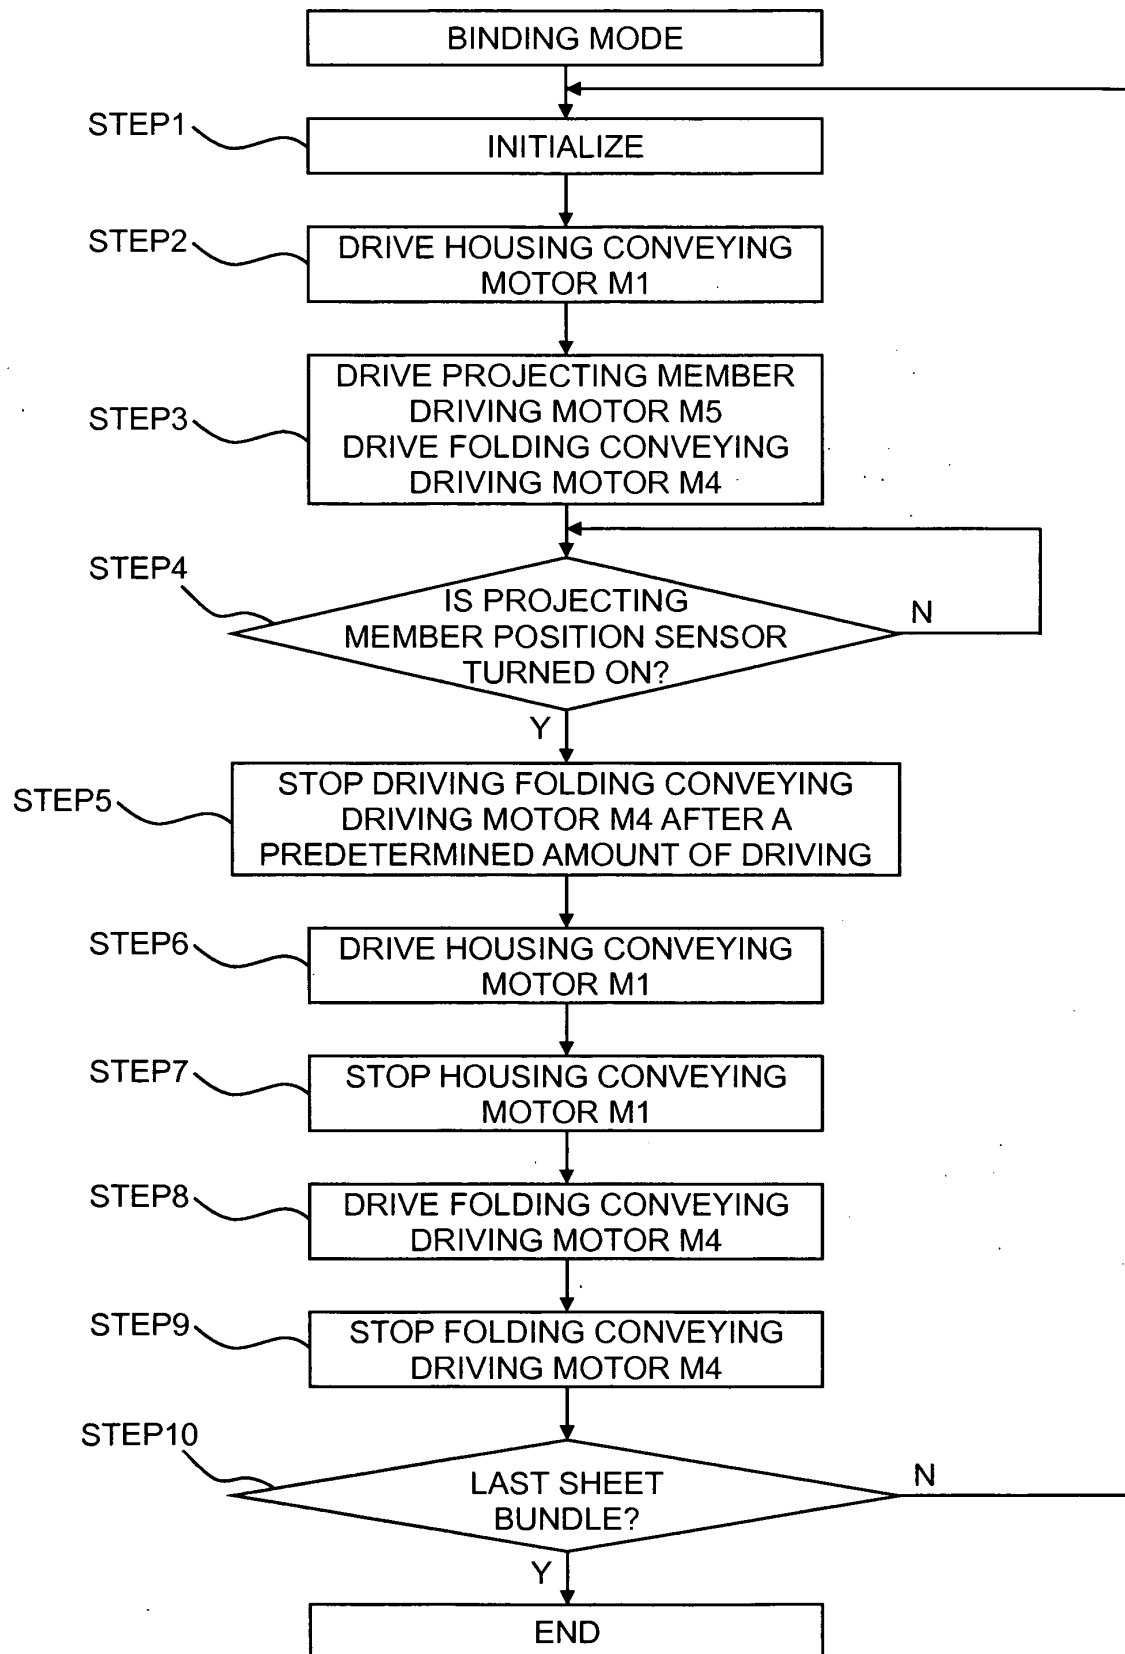 BINDING MODE
STEP1
INITIALIZE
STEP2
DRIVE HOUSING CONVEYING
MOTOR M1
STEP3
DRIVE PROJECTING MEMBER
DRIVING MOTOR M5
DRIVE FOLDING CONVEYING
DRIVING MOTOR M4
STEP4
IS PROJECTING
MEMBER POSITION SENSOR
TURNED ON?
N
Y
STEP5
STOP DRIVING FOLDING CONVEYING
DRIVING MOTOR M4 AFTER A
PREDETERMINED AMOUNT OF DRIVING
STEP6
DRIVE HOUSING CONVEYING
MOTOR M1
STEP7
STOP HOUSING CONVEYING
MOTOR M1
STEP8
DRIVE FOLDING CONVEYING
DRIVING MOTOR M4
STEP9
STOP FOLDING CONVEYING
DRIVING MOTOR M4
STEP10
LAST SHEET
BUNDLE?
N
Y
END